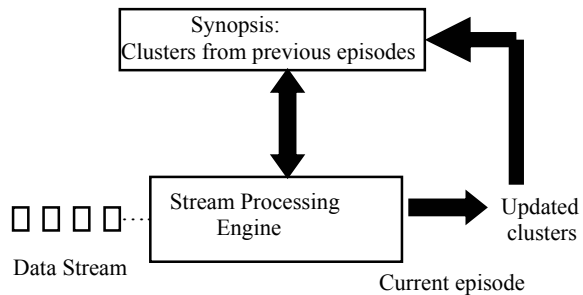 Synopsis:
Clusters from previous episodes
Stream Processing
Engine
Updated
clusters
Data Stream
Current episode